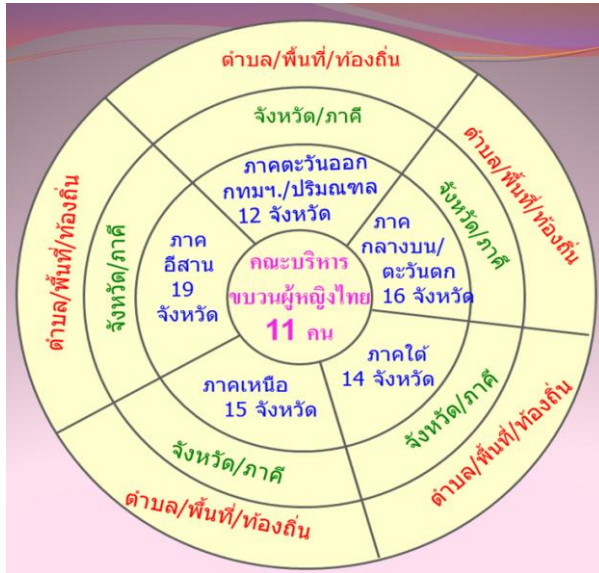 ตำบล/พื้นที่/ท้องถิ่น
จังหวัด/ภาคี
ภาคตะวันออก
กทมฯ./ปริมณฑล
12 จังหวัด
ตำบล/พื้นที่/ท้องถิ่น
จังหวัด/ภาคี
ภาค
กลางบน/
ตะวันตก
16 จังหวัด
ตำบล/พื้นที่/ท้องถิ่น
จังหวัด/ภาคี
ภาค
อีสาน
19
จังหวัด
คณะบริหาร
ขบวนผู้หญิงไทย
11 คน
ภาคใต้
14 จังหวัด
จังหวัด/ภาคี
ตำบล/พื้นที่/ท้องถิ่น
ภาคเหนือ
15 จังหวัด
จังหวัด/ภาคี
ตำบล/พื้นที่/ท้องถิ่น